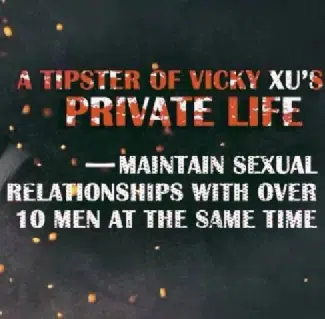 A TIPSTER OF VICKY XU'S
PRIVATE LIFE
—MAINTAIN SEXUAL
RELATIONSHIPS WITH OVER
10 MEN AT THE SAME TIME